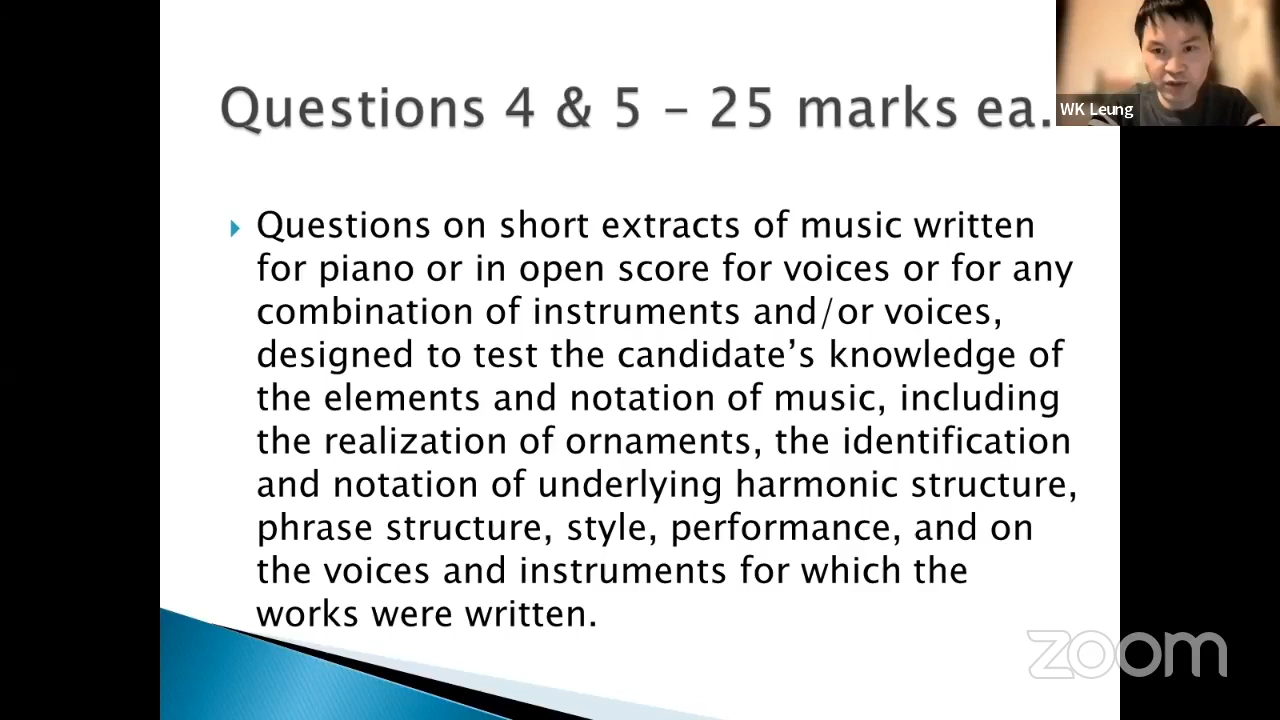 Questions 4 & 5 – 25 marks ea.
WK Leung
Questions on short extracts of music written
for piano or in open score for voices or for any
combination of instruments and/or voices,
designed to test the candidate’s knowledge of
the elements and notation of music, including
the realization of ornaments, the identification
and notation of underlying harmonic structure,
phrase structure, style, performance, and on
the voices and instruments for which the
works were written.
zoom